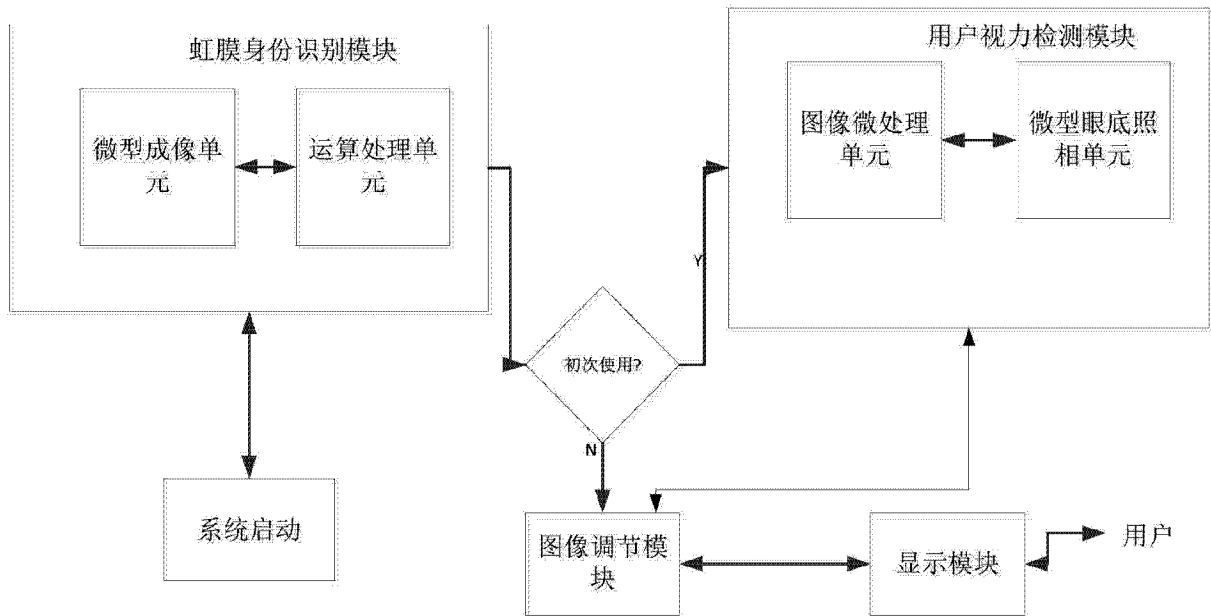 虹膜身份识别模块
微型成像单
元
运算处理单
元
用户视力检测模块
图像微处理
单元
微型眼底照
相单元
Y
初次使用?
N
系统启动
图像调节模
块
显示模块
用户